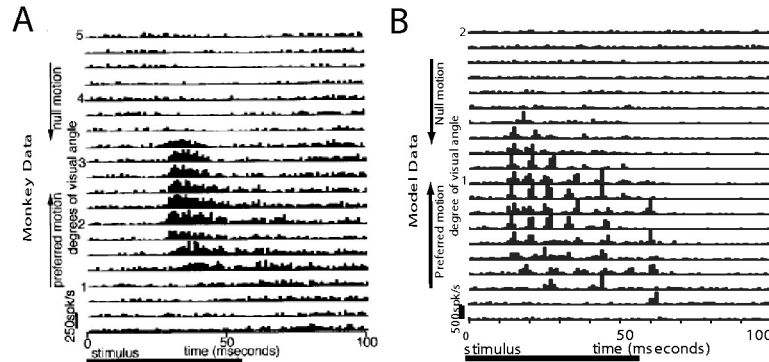 A
Monkey Data
null motion
preferred motion
degrees of visual angle
5
4
3
2
1
250spk/s
0
50
100
stimulus
time (mseconds)
B
Model Data
Null motion
Preferred motion
degree of visual angle
2
1
500spk/s
0
50
100
stimulus
time (mseconds)